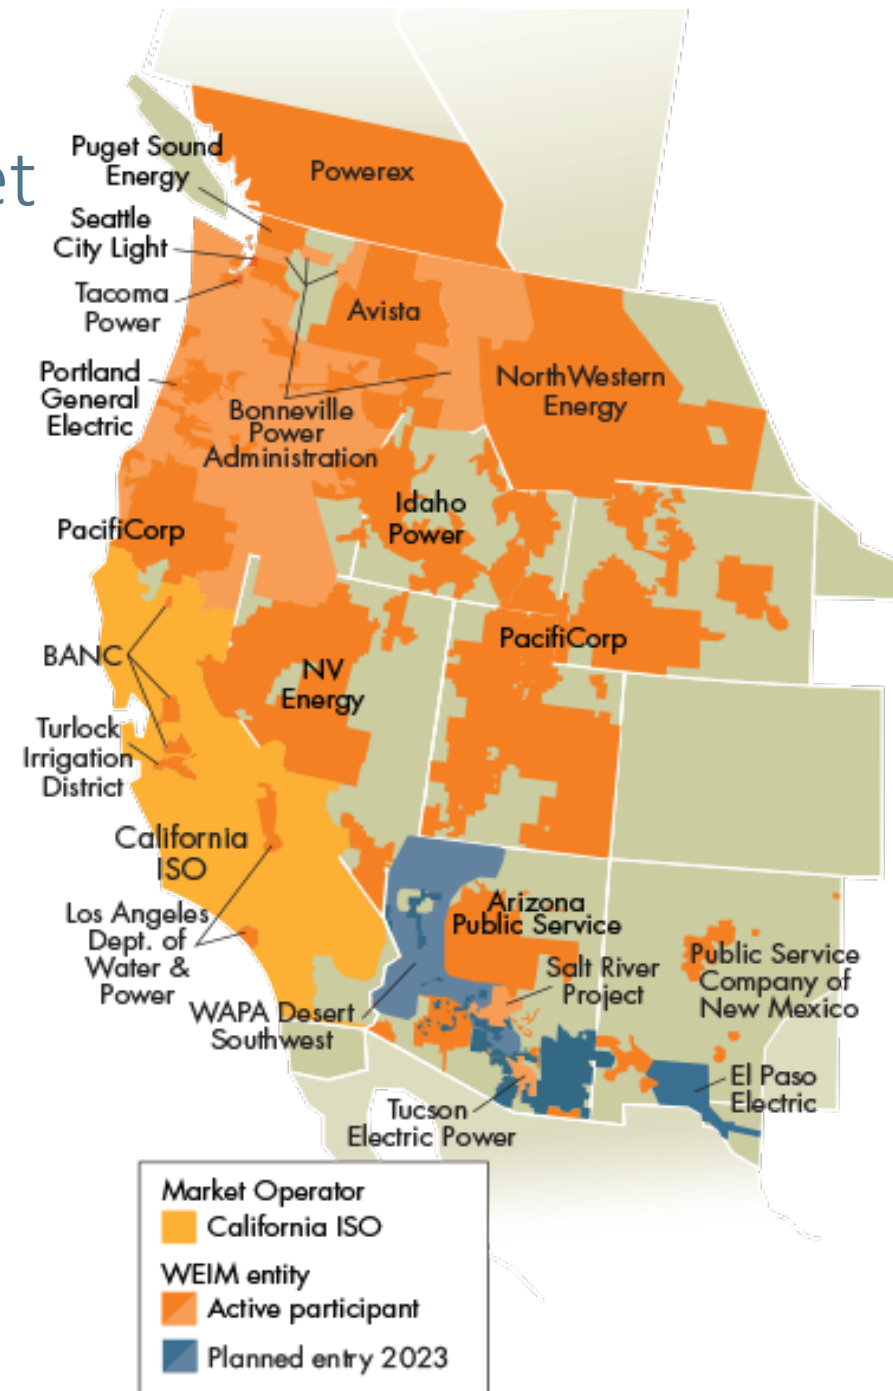 et
Puget Sound
Energy
Powerex
Seattle
City Light
Tacoma
Power
Avista
Portland
General
Electric
NorthWestern
Energy
Bonneville
Power
Administration
Idaho
Power
PacifiCorp
PacifiCorp
BANC
NV
Energy
Turlock
Irrigation
District
California
ISO
Los Angeles
Dept. of
Water &
Power
Arizona
Public Service
Salt River
Project
Public Service
Company of
New Mexico
WAPA Desert
Southwest
El Paso
Electric
Tucson
Electric Power
Market Operator
California ISO
WEIM entity
Active participant
Planned entry 2023